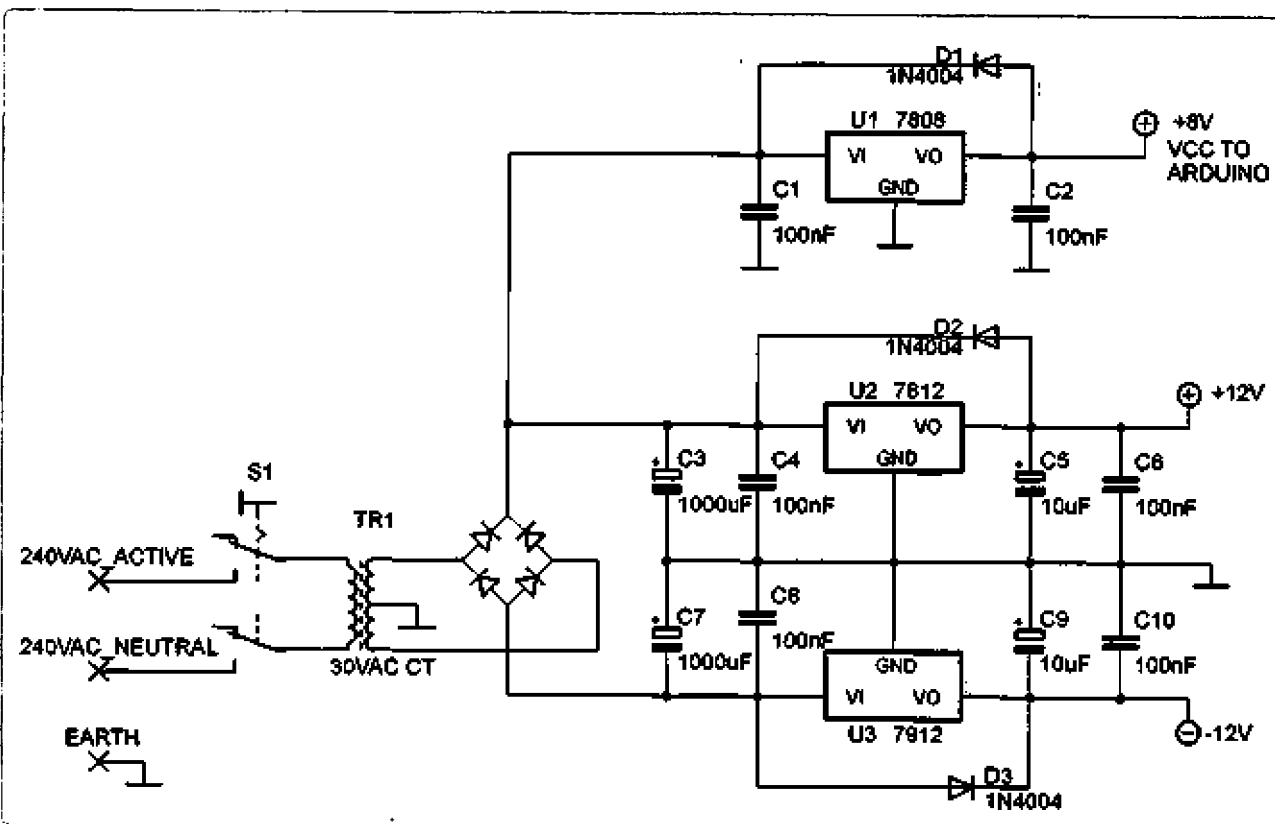 D1
1N4004
U1 7808
VI VO
GND
C1
100nF
C2
100nF
+8V
VCC TO
ARDUINO
D2
1N4004
U2 7812
VI VO
GND
+12V
C3
1000uF
C4
100nF
C5
10uF
C6
100nF
S1
TR1
240VAC_ACTIVE
240VAC_NEUTRAL
30VAC CT
EARTH
C7
1000uF
C8
100nF
GND
VI VO
U3 7912
C9
10uF
C10
100nF
-12V
D3
1N4004